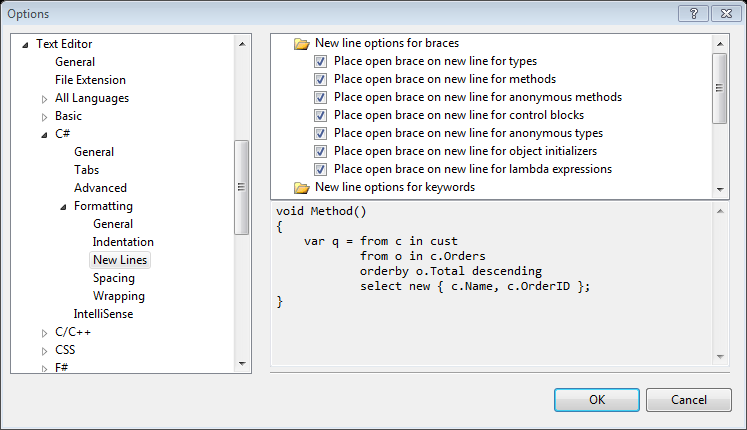 Options
Text Editor
General
File Extension
All Languages
Basic
C#
General
Tabs
Advanced
Formatting
General
Indentation
New Lines
Spacing
Wrapping
IntelliSense
C/C++
CSS
F#
New line options for braces
Place open brace on new line for types
Place open brace on new line for methods
Place open brace on new line for anonymous methods
Place open brace on new line for control blocks
Place open brace on new line for anonymous types
Place open brace on new line for object initializers
Place open brace on new line for lambda expressions
New line options for keywords
void Method()
{
    var q = from c in cust
            from o in c.Orders
            orderby o.Total descending
            select new { c.Name, c.OrderID };
}
OK
Cancel